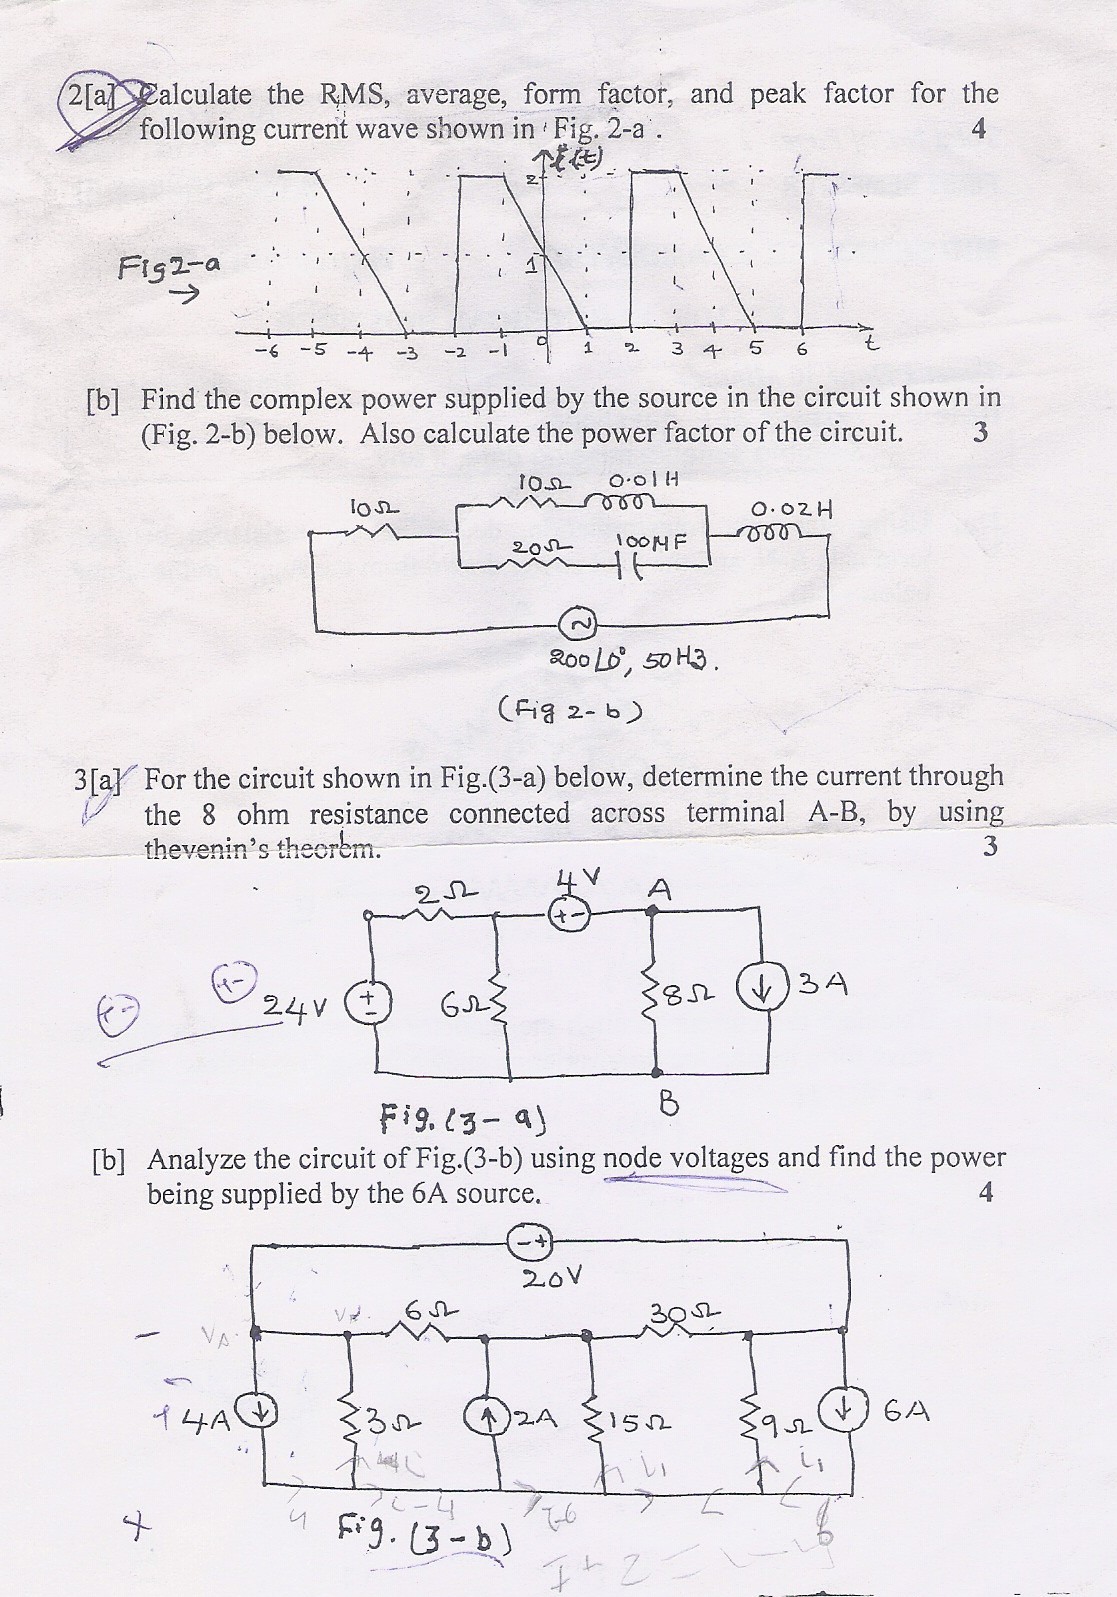 2[a] Calculate the RMS, average, form factor, and peak factor for the
following current wave shown in Fig. 2-a . 4
i(t)
2
Fig 2-a
1
-6 -5 -4 -3 -2 -1 0 1 2 3 4 5 6 t
[b] Find the complex power supplied by the source in the circuit shown in
(Fig. 2-b) below. Also calculate the power factor of the circuit. 3
10Ω 0.01H
10Ω 0.02H
20Ω 100MF
200∠0°, 50Hz.
(Fig 2-b)
3[a] For the circuit shown in Fig.(3-a) below, determine the current through
the 8 ohm resistance connected across terminal A-B, by using
thevenin's theorem. 3
2Ω 4V A
+-
+-
+-
24V + - 6Ω 8Ω 3A
B
Fig. (3-a)
[b] Analyze the circuit of Fig.(3-b) using node voltages and find the power
being supplied by the 6A source. 4
-+
20V
6Ω 30Ω
VA
4A 3Ω 2A 15Ω 9Ω 6A
Fig. (3-b)